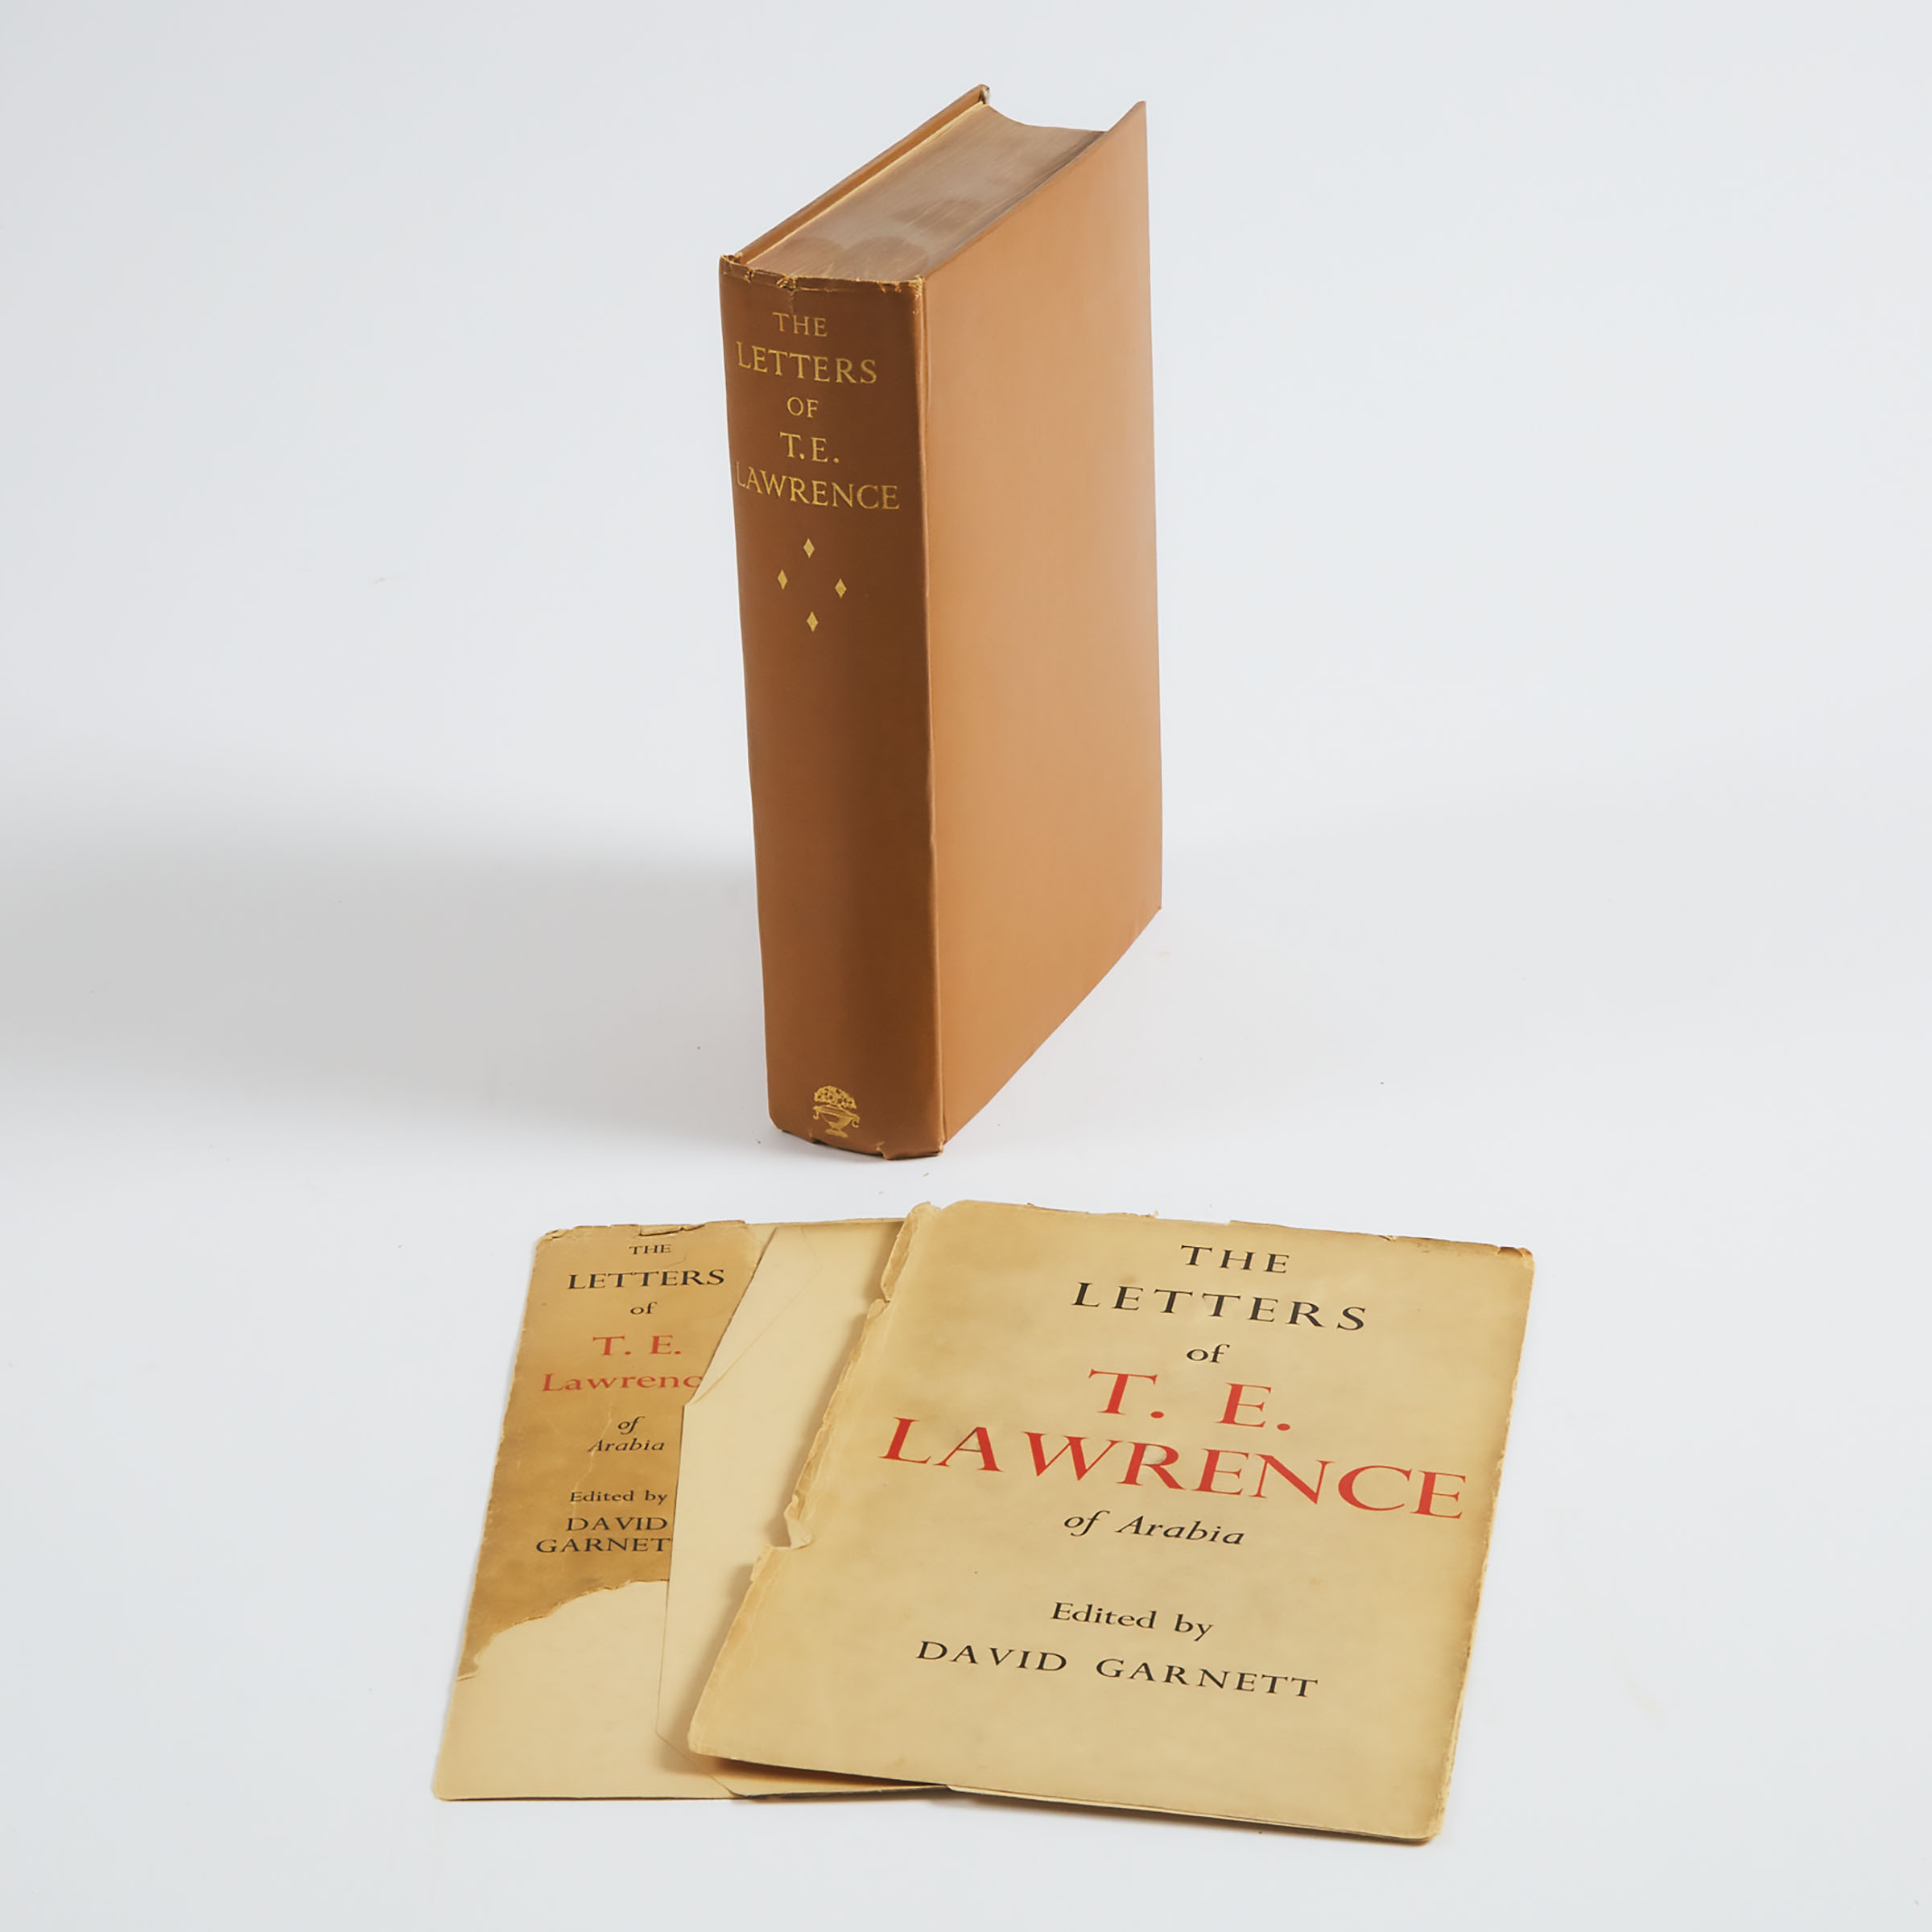 THE
LETTERS
OF
T.E.
LAWRENCE
THE
LETTERS
of
T. E.
Lawrenc
of
Arabia
Edited by
DAVID
GARNET
THE
LETTERS
of
T. E.
LAWRENCE
of Arabia
Edited by
DAVID GARNETT